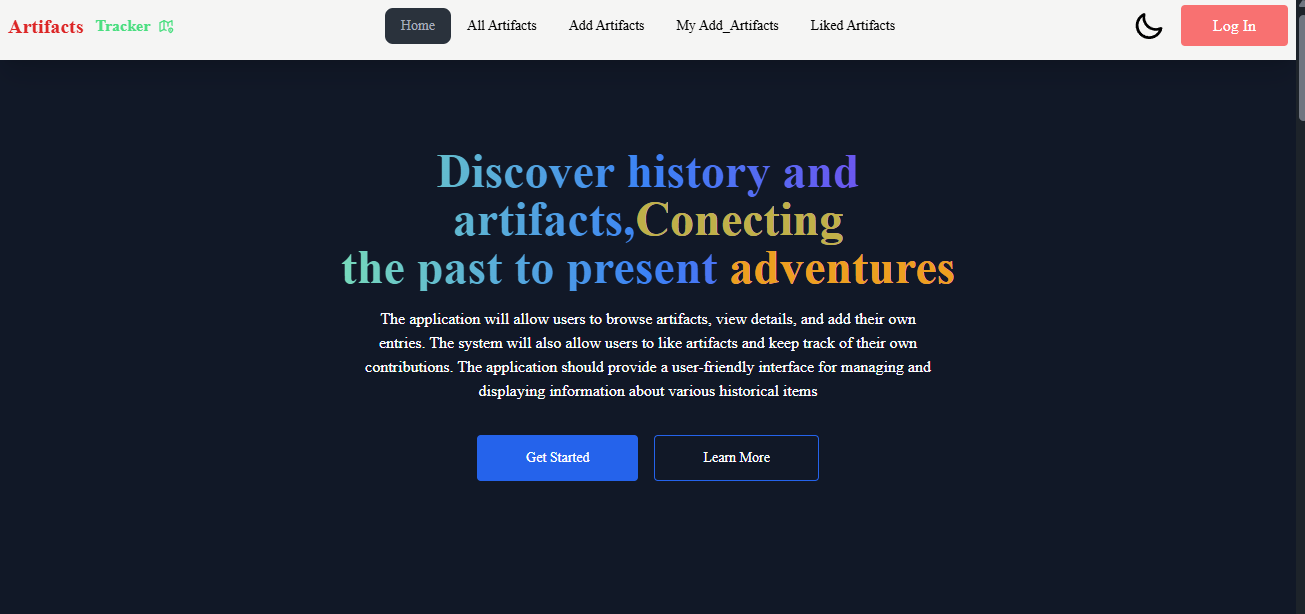 Artifacts Tracker
Home All Artifacts Add Artifacts My Add_Artifacts Liked Artifacts
Log In
Discover history and
artifacts,Conecting
the past to present adventures
The application will allow users to browse artifacts, view details, and add their own
entries. The system will also allow users to like artifacts and keep track of their own
contributions. The application should provide a user-friendly interface for managing and
displaying information about various historical items
Get Started
Learn More